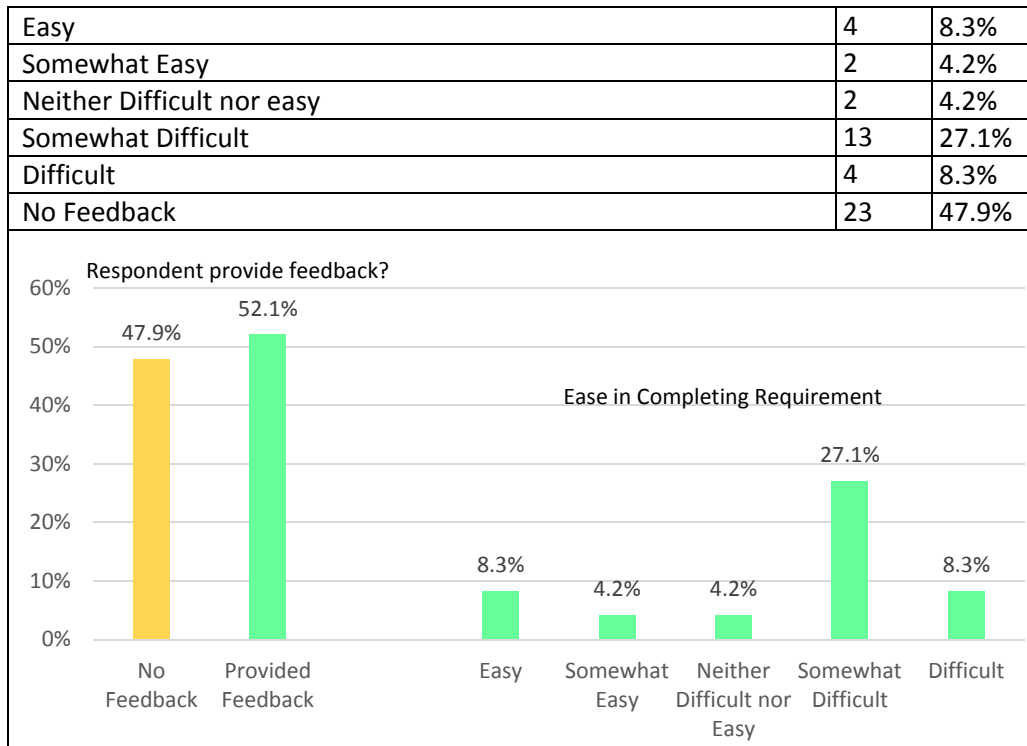 Easy 4 8.3%
Somewhat Easy 2 4.2%
Neither Difficult nor easy 2 4.2%
Somewhat Difficult 13 27.1%
Difficult 4 8.3%
No Feedback 23 47.9%
Respondent provide feedback?
60%
52.1%
47.9%
50%
Ease in Completing Requirement
40%
27.1%
30%
20%
8.3% 8.3%
10%
4.2% 4.2%
0%
No Provided Easy Somewhat Neither Somewhat Difficult
Feedback Feedback Easy Difficult nor Difficult
Easy